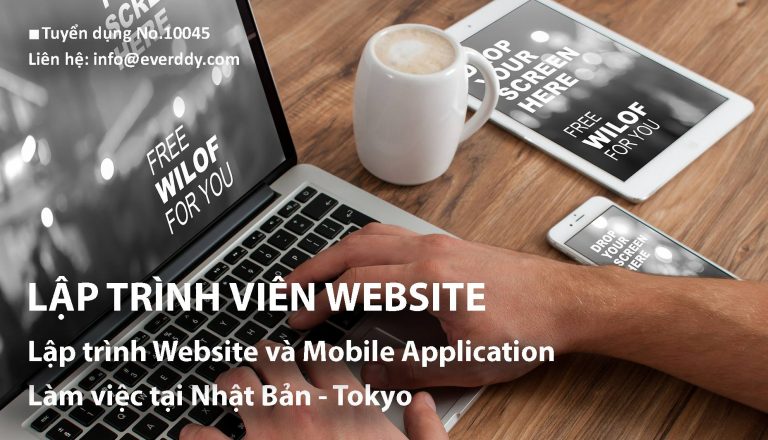 ■Tuyển dụng No.10045
Liên hệ: info@everddy.com
SCREEN
HERE
FREE
WILOF
FOR YOU
DROP
YOUR
SCREEN
HERE
FREE
WILOF
FOR YOU
DROP
YOUR
SCREEN
HERE
LẬP TRÌNH VIÊN WEBSITE
Lập trình Website và Mobile Application
Làm việc tại Nhật Bản - Tokyo